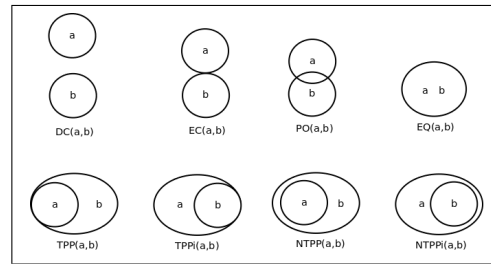 a
a
a
b
b
b
a b
DC(a,b)
EC(a,b)
PO(a,b)
EQ(a,b)
a b
a b
a b
a b
TPP(a,b)
TPPi(a,b)
NTPP(a,b)
NTPPi(a,b)